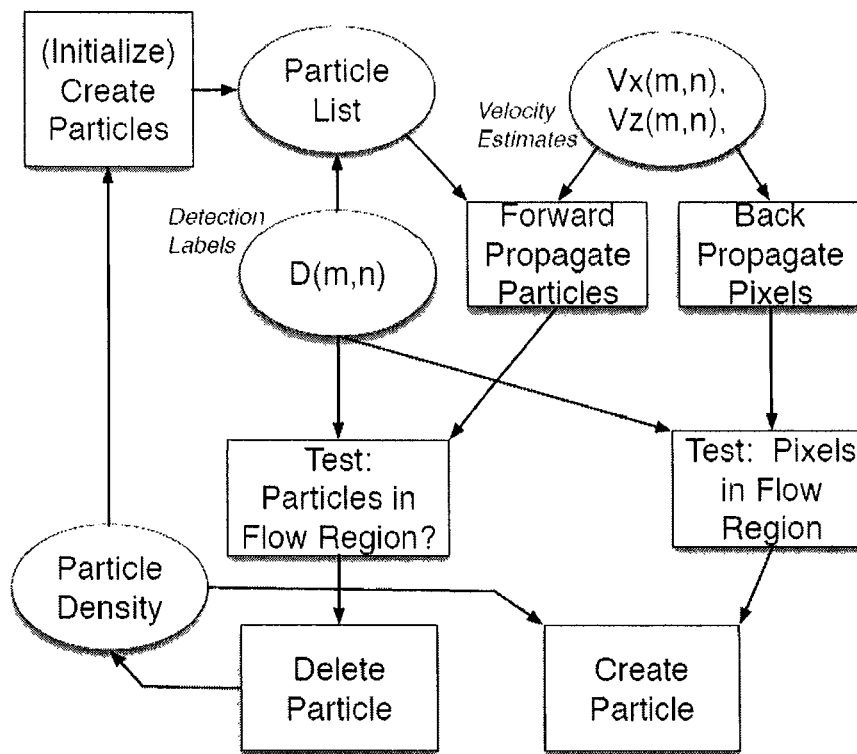 (Initialize)
Create
Particles
Particle
List
Velocity
Estimates
Vx(m,n),
Vz(m,n),
Detection
Labels
D(m,n)
Forward
Propagate
Particles
Back
Propagate
Pixels
Test:
Particles in
Flow Region?
Test: Pixels
in Flow
Region
Particle
Density
Delete
Particle
Create
Particle